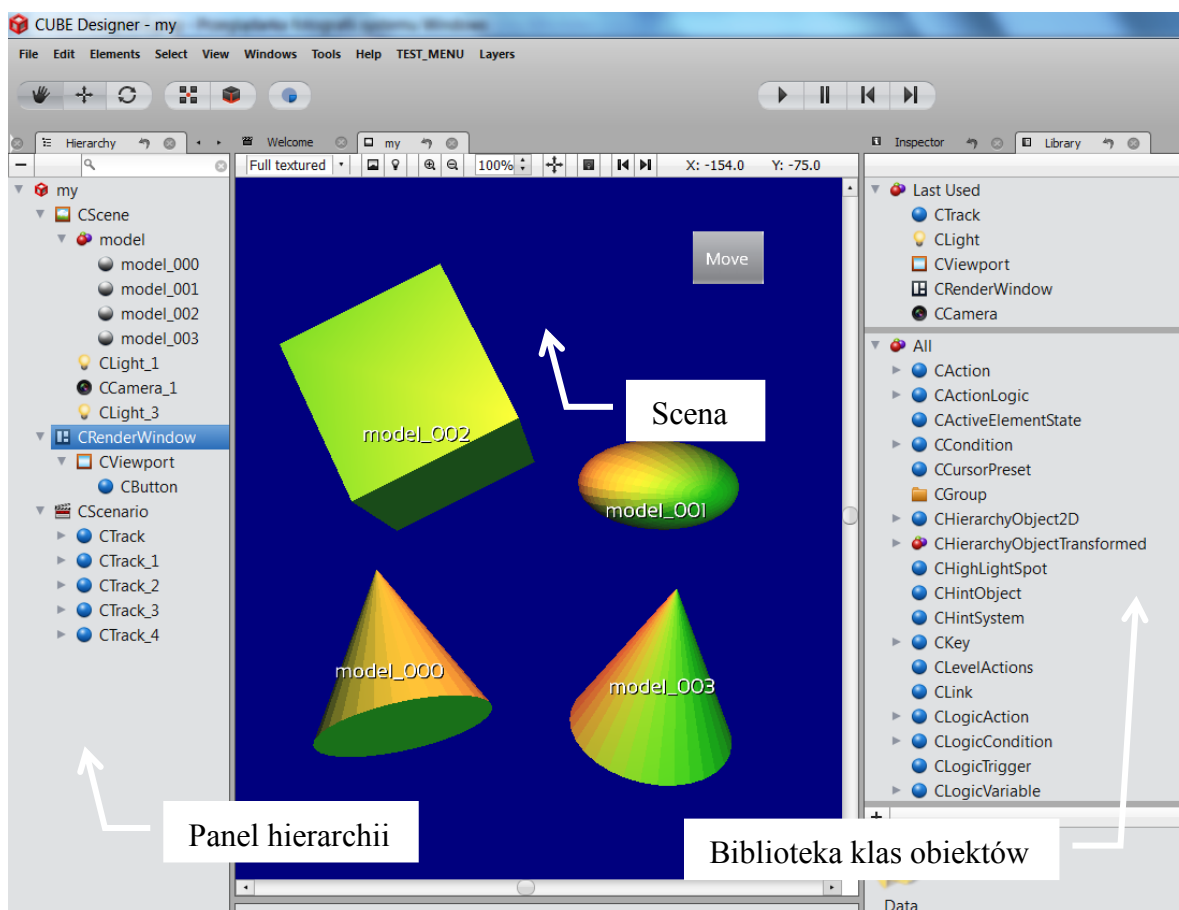 CUBE Designer - my
File Edit Elements Select View Windows Tools Help TEST_MENU Layers
Hierarchy
Welcome
my
Inspector
Library
Full textured
100%
X: -154.0 Y: -75.0
my
CScene
model
model_000
model_001
model_002
model_003
CLight_1
CCamera_1
CLight_3
CRenderWindow
CViewport
CButton
CScenario
CTrack
CTrack_1
CTrack_2
CTrack_3
CTrack_4
Panel hierarchii
Move
Scena
model_002
model_001
model_000
model_003
Last Used
CTrack
CLight
CViewport
CRenderWindow
CCamera
All
CAction
CActionLogic
CActiveElementState
CCondition
CCursorPreset
CGroup
CHierarchyObject2D
CHierarchyObjectTransformed
CHighLightSpot
CHintObject
CHintSystem
CKey
CLevelActions
CLink
CLogicAction
CLogicCondition
CLogicTrigger
CLogicVariable
Biblioteka klas obiektów
Data